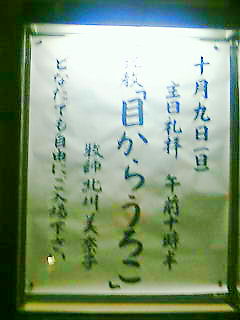 十月九日(日)
主日礼拝 午前十時半
説教「目からうろこ」
牧師 北川 美奈子
どなたでも自由にご入場下さい